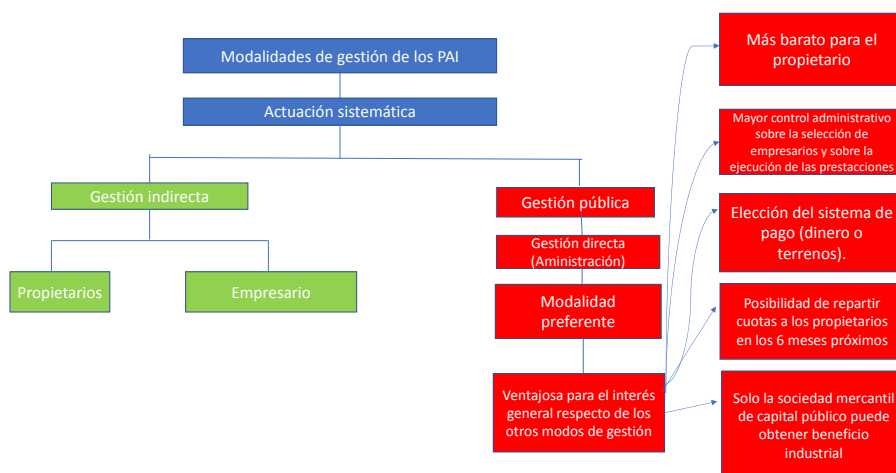 Modalidades de gestión de los PAI
Actuación sistemática
Gestión indirecta
Propietarios
Empresario
Gestión pública
Gestión directa
(Aministración)
Modalidad
preferente
Ventajosa para el interés
general respecto de los
otros modos de gestión
Más barato para el
propietario
Mayor control administrativo
sobre la selección de
empresarios y sobre la
ejecución de las prestacciones
Elección del sistema de
pago (dinero o
terrenos).
Posibilidad de repartir
cuotas a los propietarios
en los 6 meses próximos
Solo la sociedad mercantil
de capital público puede
obtener beneficio
industrial